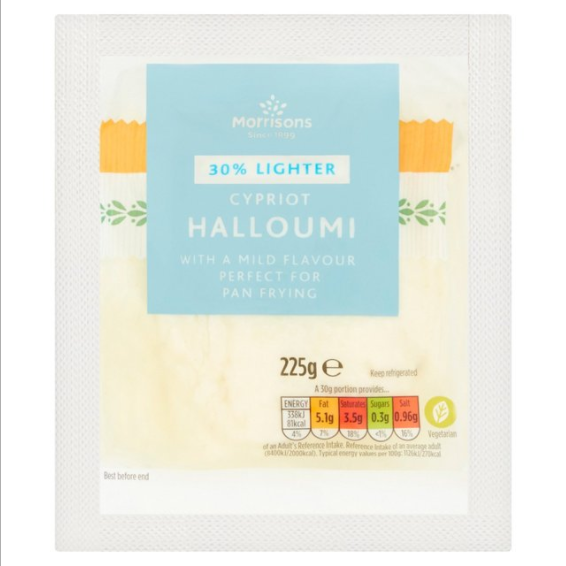 Morrisons
Since 1899
30% LIGHTER
CYPRIOT
HALLOUMI
WITH A MILD FLAVOUR
PERFECT FOR
PAN FRYING
225g ℮
Keep refrigerated
A 30g portion provides...
ENERGY Fat Saturates Sugars Salt
338kJ 5.1g 3.5g 0.3g 0.96g
81kcal
4% 7% 18% <1% 16%
Vegetarian
of an Adult's Reference Intake. Reference Intake of an average adult
(8400kJ/2000kcal). Typical energy values per 100g: 1126kJ/270kcal
Best before end